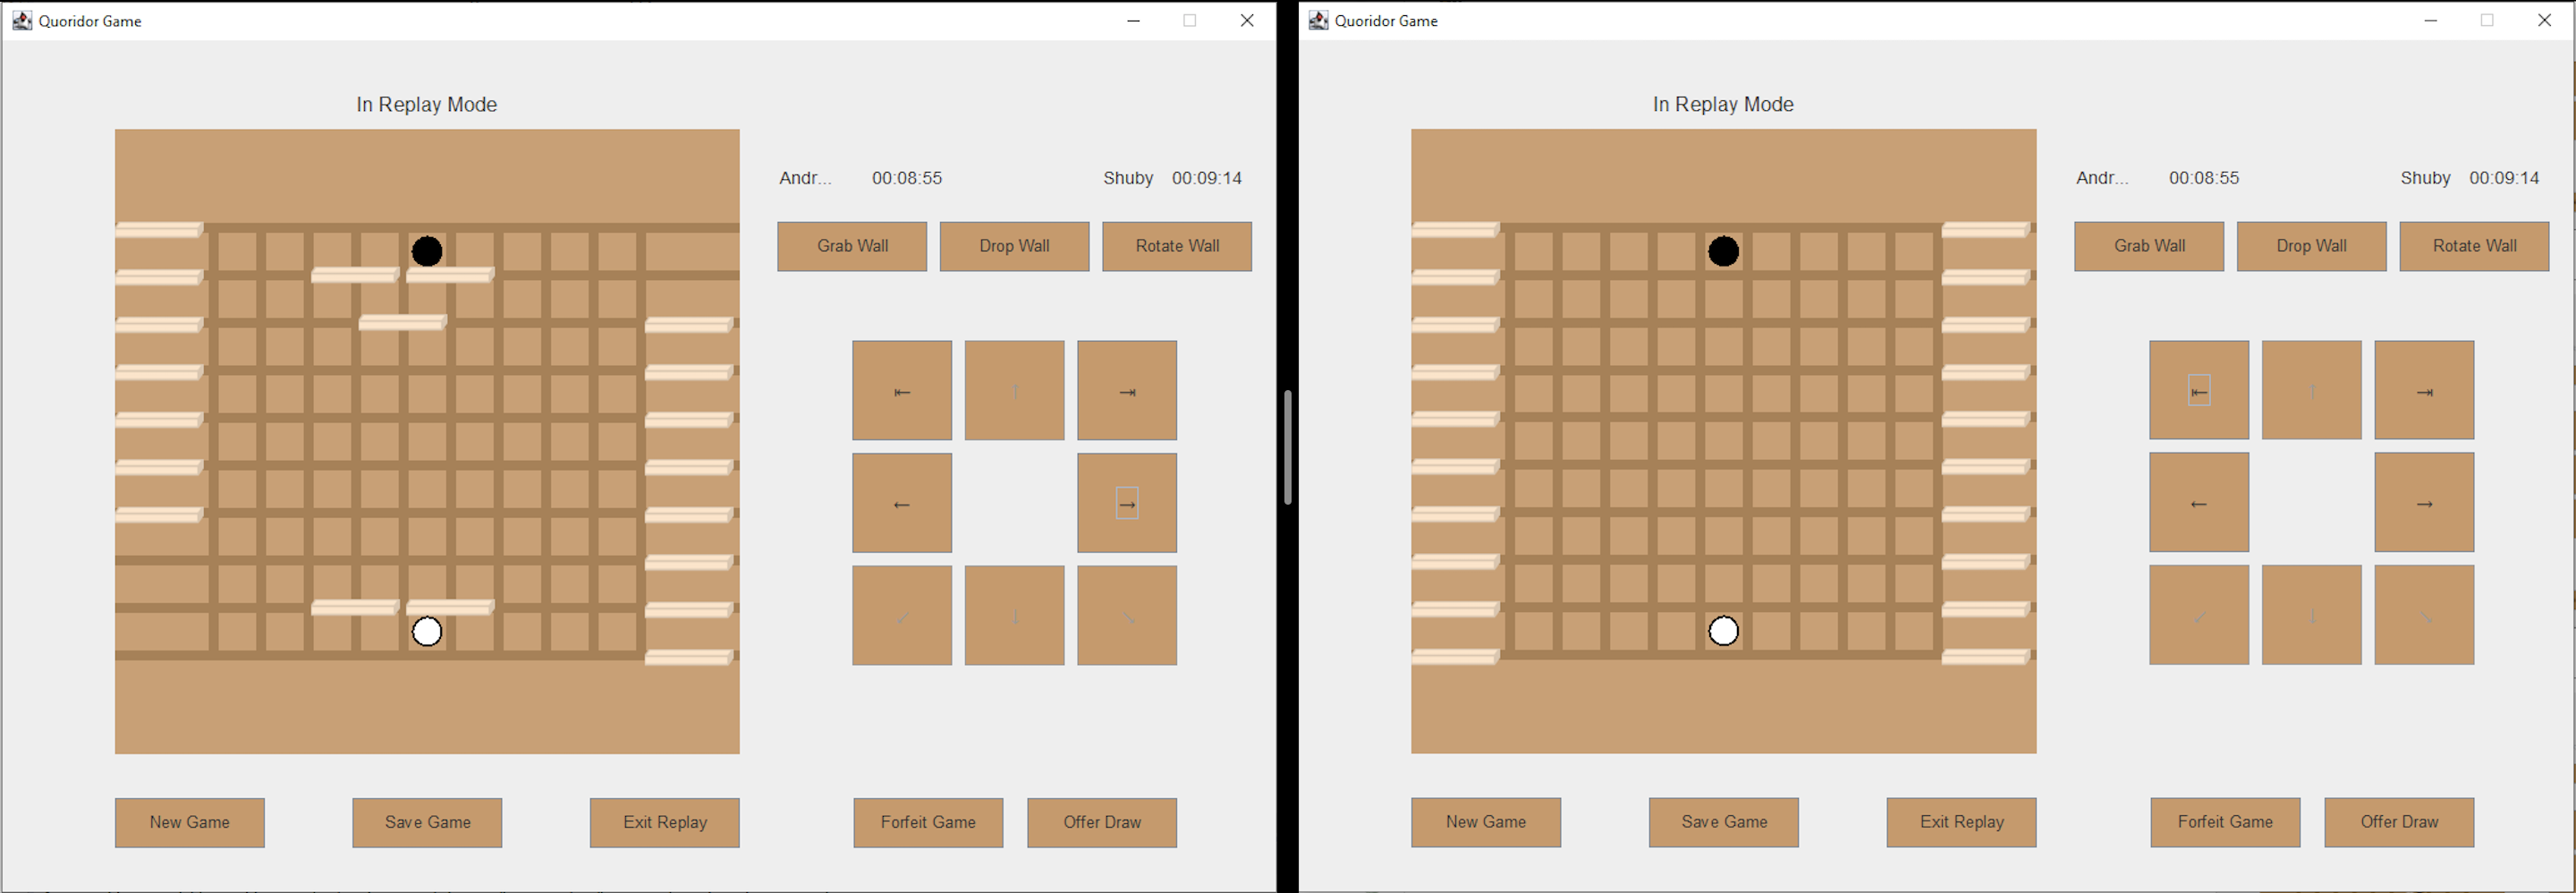 Quoridor Game
In Replay Mode
Andr... 00:08:55 Shuby 00:09:14
Grab Wall Drop Wall Rotate Wall
⇤ ↑ ⇥
← →
↙ ↓ ↘
New Game Save Game Exit Replay Forfeit Game Offer Draw
Quoridor Game
In Replay Mode
Andr... 00:08:55 Shuby 00:09:14
Grab Wall Drop Wall Rotate Wall
⇤ ↑ ⇥
← →
↙ ↓ ↘
New Game Save Game Exit Replay Forfeit Game Offer Draw